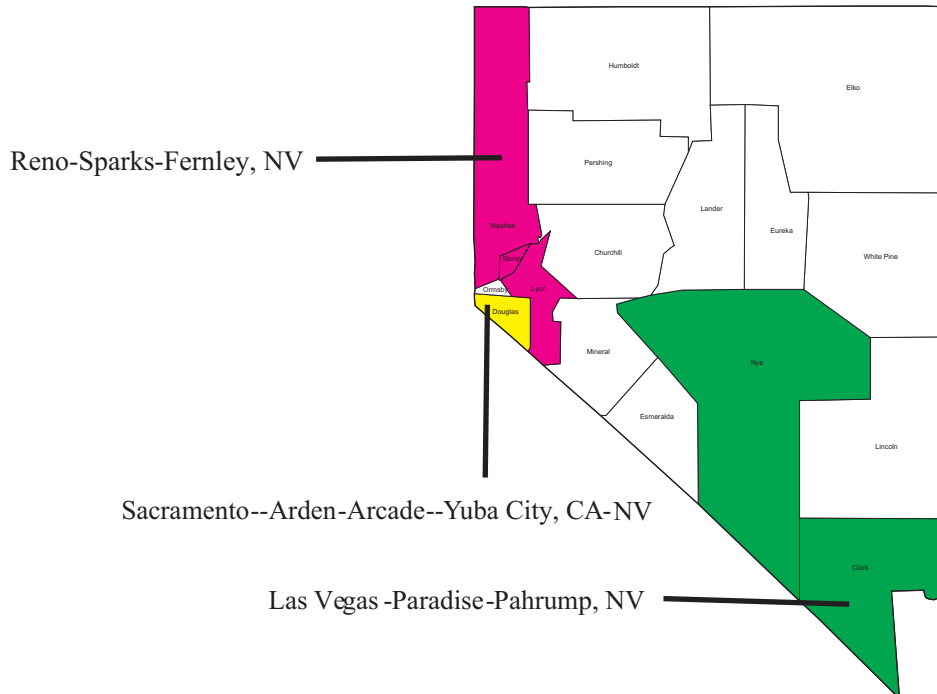 Humboldt
Elko
Reno-Sparks-Fernley, NV
Pershing
Lander
Washoe
Eureka
Churchill
White Pine
Storey
Lyon
Ormsby
Douglas
Mineral
Nye
Esmeralda
Lincoln
Sacramento--Arden-Arcade--Yuba City, CA-NV
Clark
Las Vegas-Paradise-Pahrump, NV